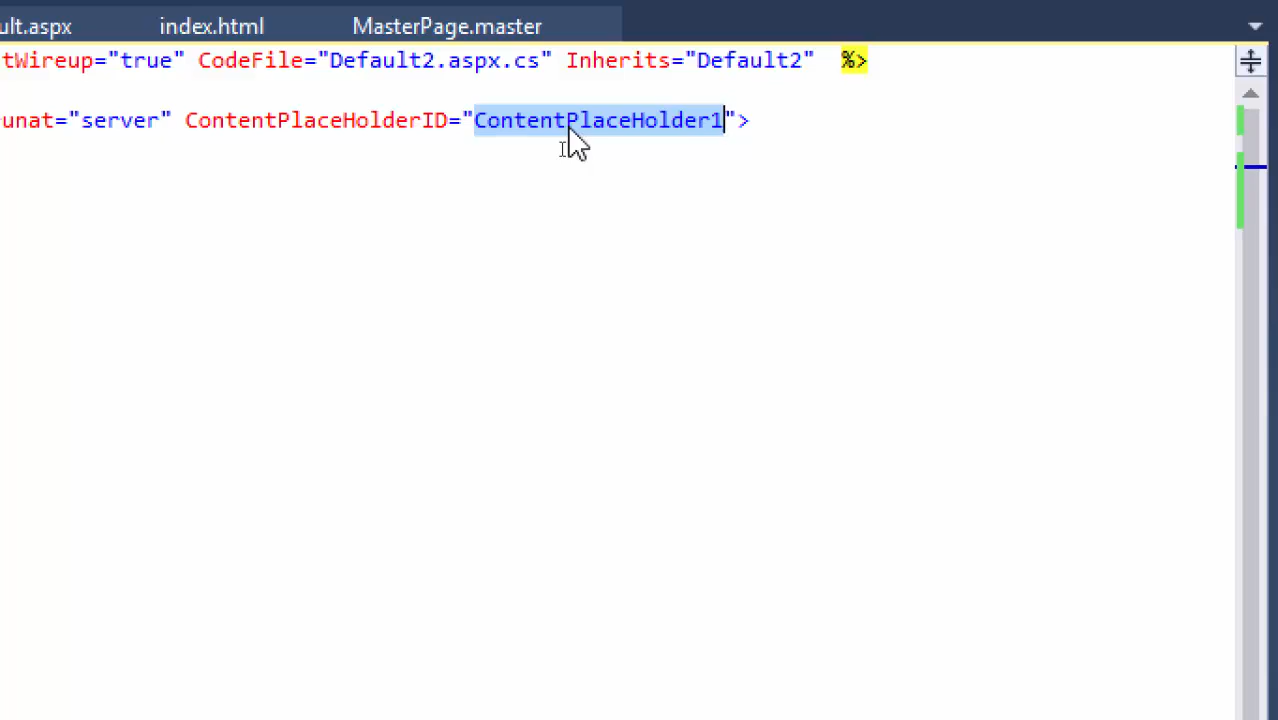 ult.aspx index.html MasterPage.master
tWireup="true" CodeFile="Default2.aspx.cs" Inherits="Default2" %>
unat="server" ContentPlaceHolderID="ContentPlaceHolder1">